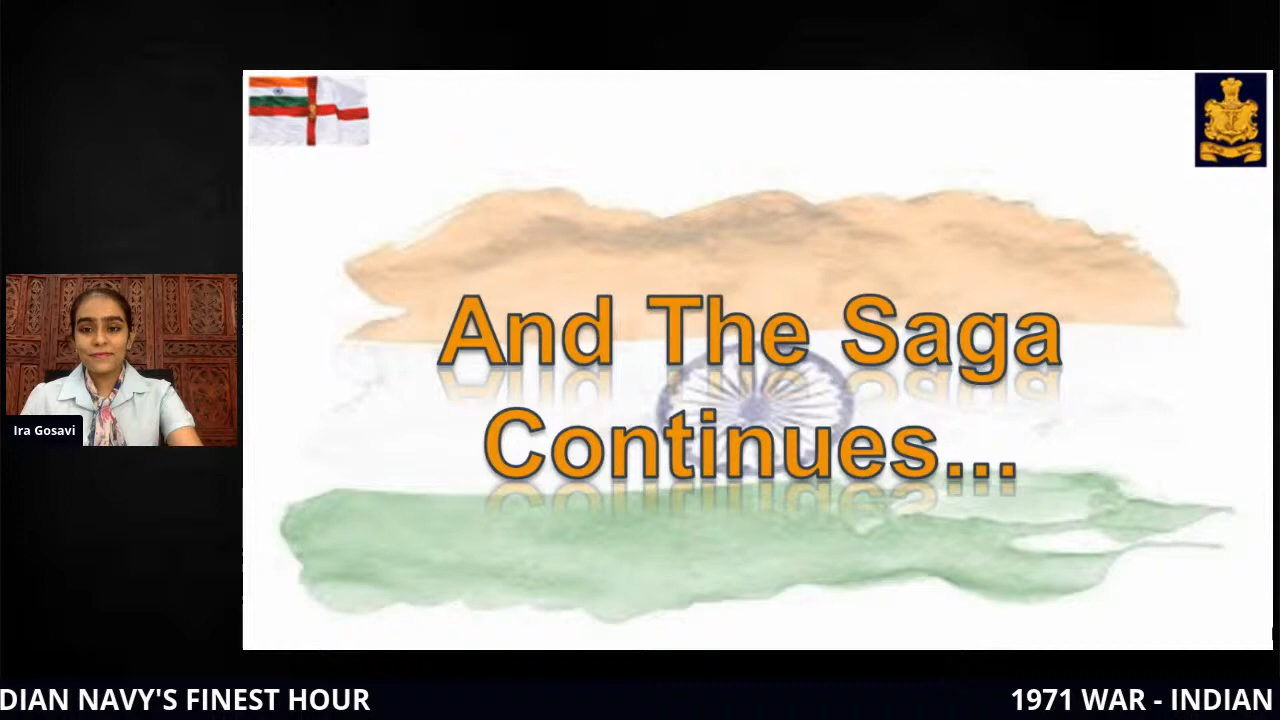 And The Saga
Continues...
Ira Gosavi
DIAN NAVY'S FINEST HOUR
1971 WAR - INDIAN